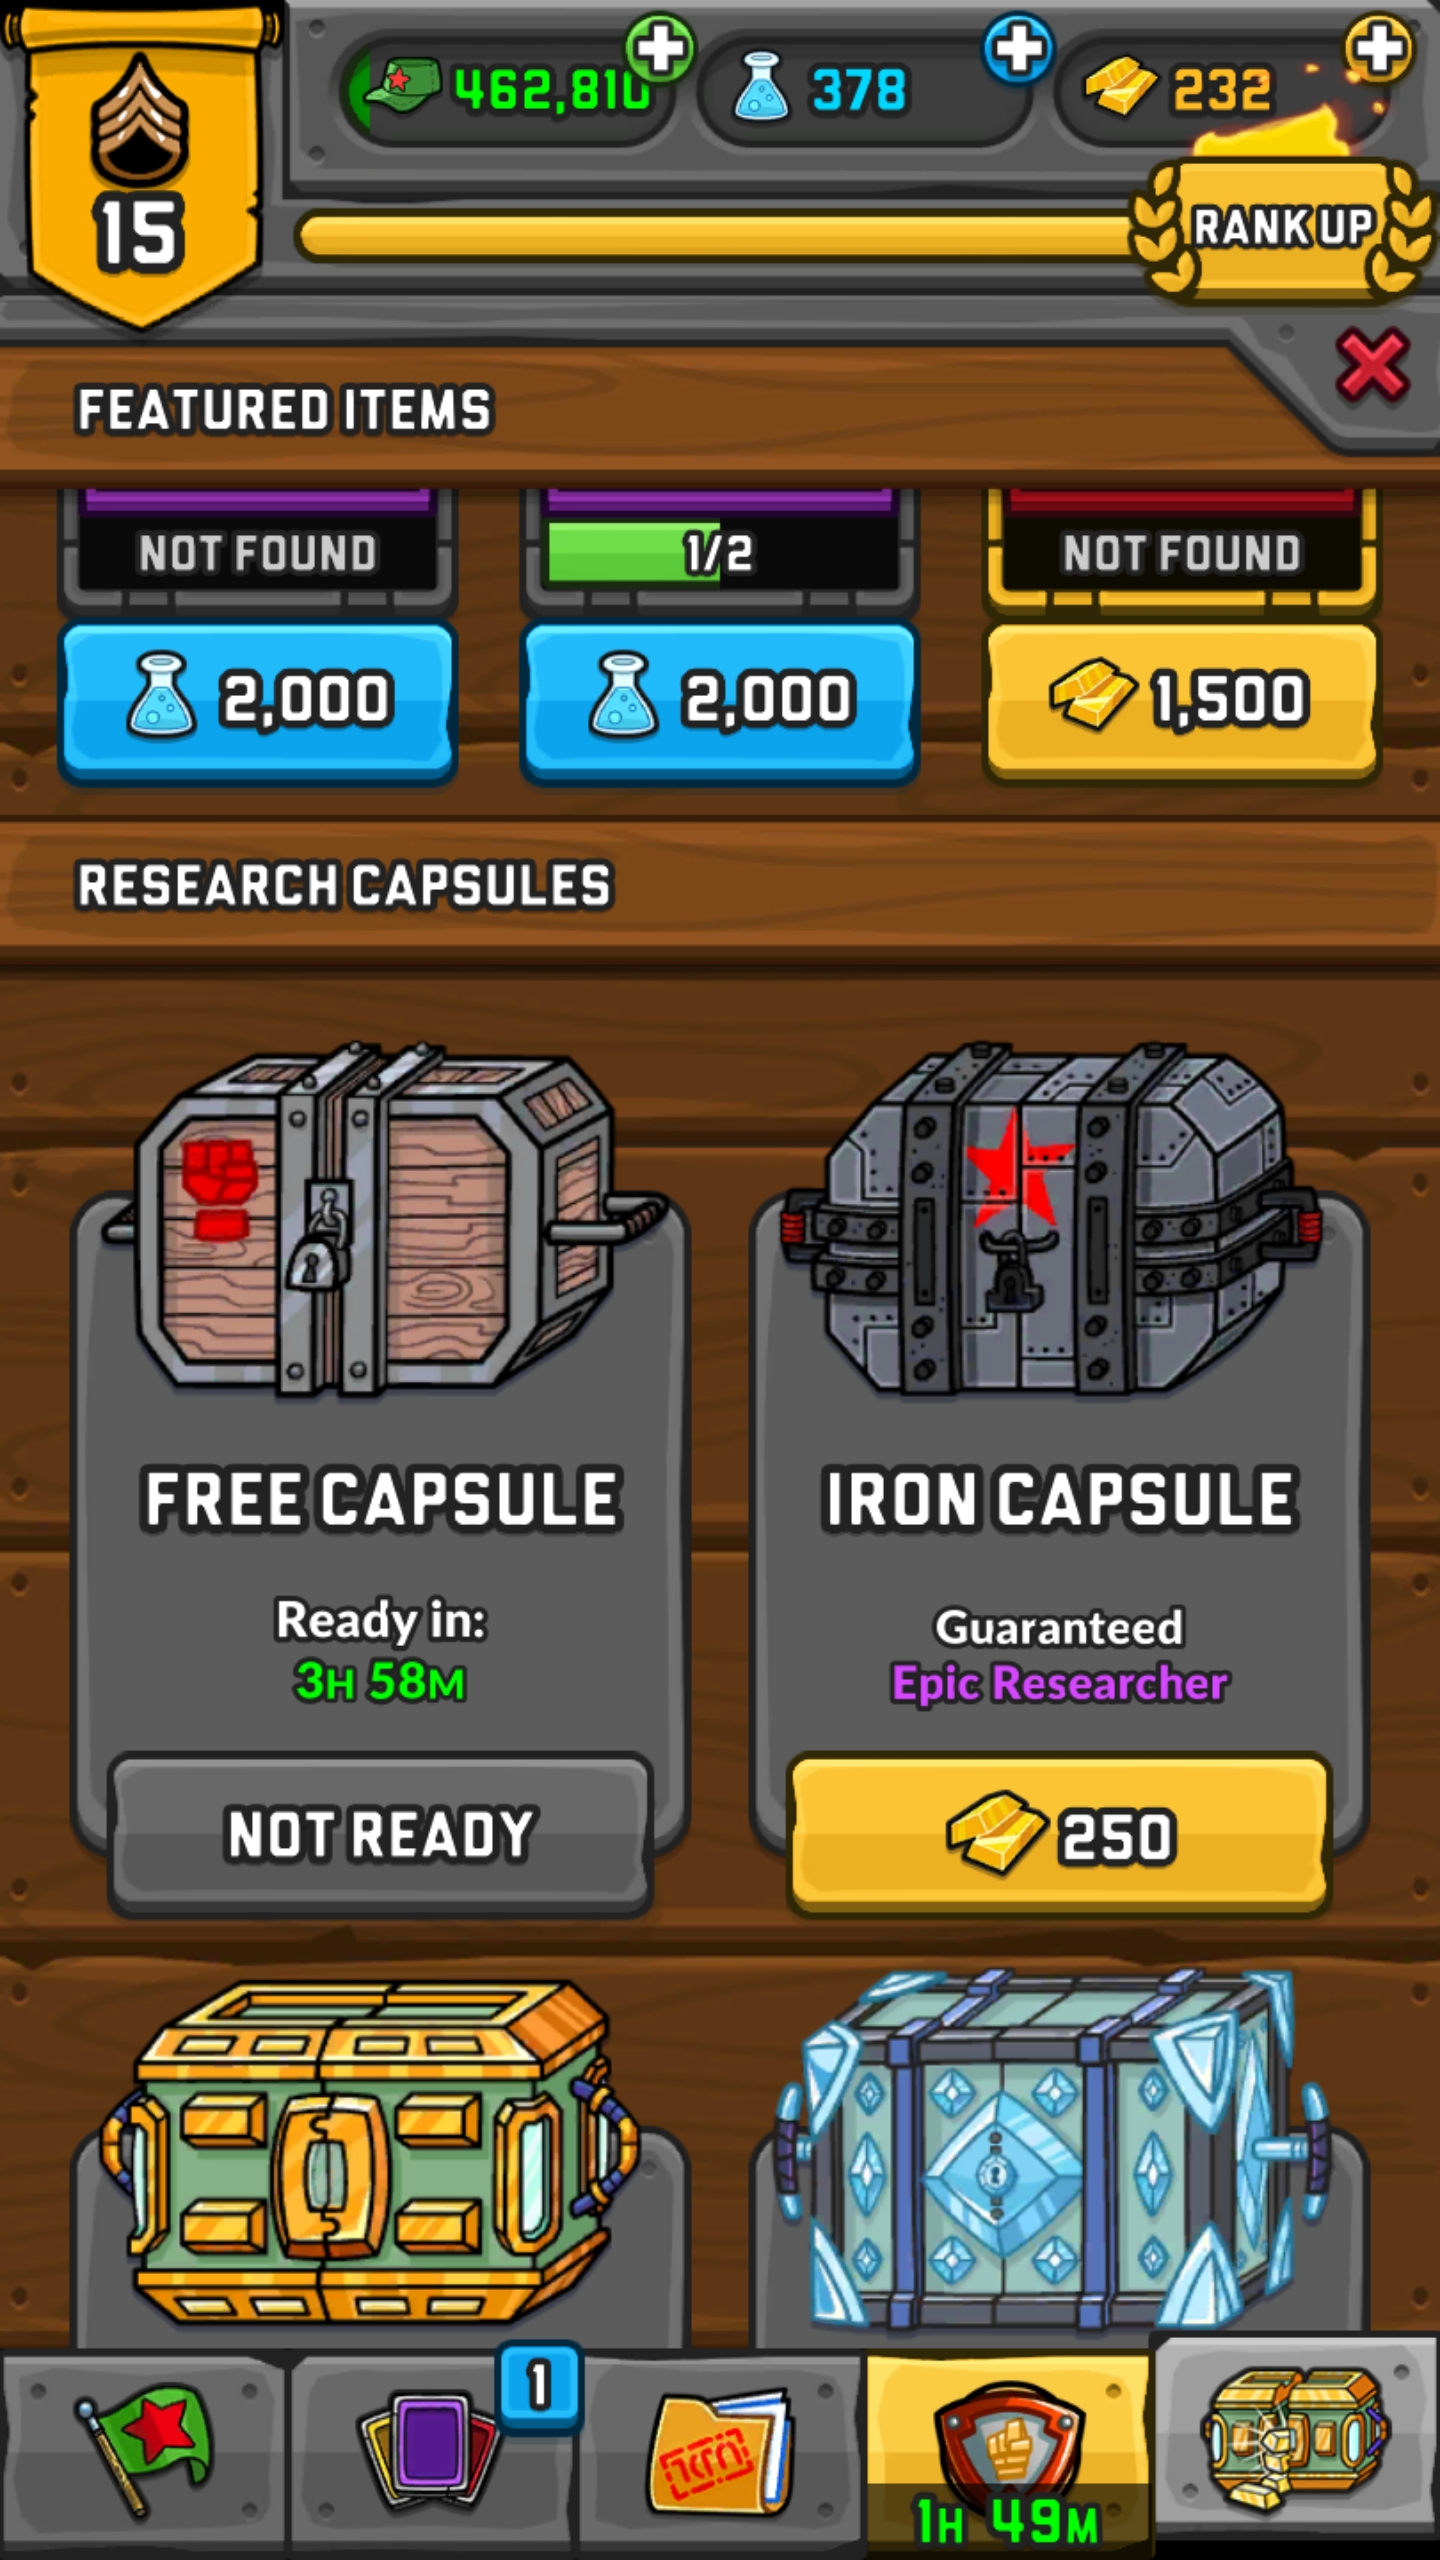 462,810
378
232
15
RANK UP
FEATURED ITEMS
NOT FOUND
1/2
NOT FOUND
2,000
2,000
1,500
RESEARCH CAPSULES
FREE CAPSULE
IRON CAPSULE
Ready in:
3H 58M
Guaranteed
Epic Researcher
NOT READY
250
1
1H 49M